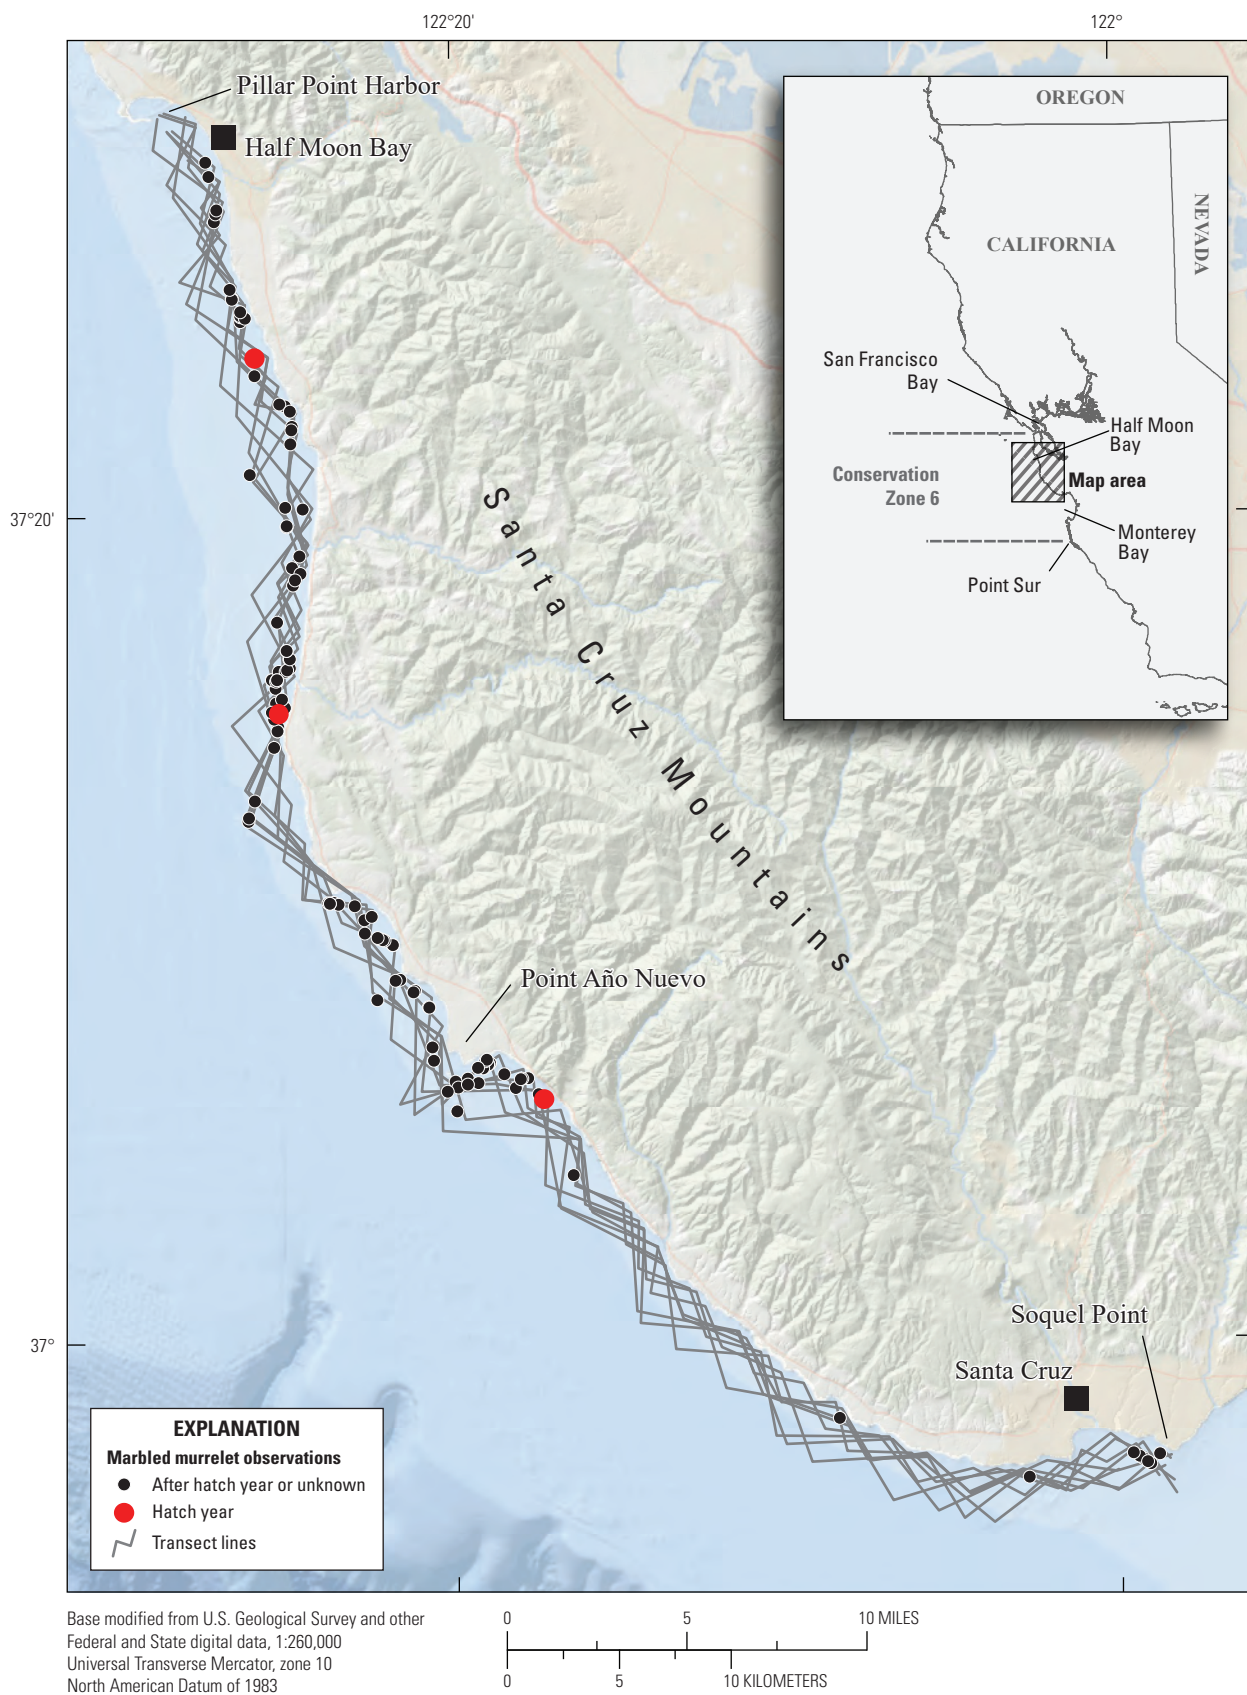 122°20'
122°
Pillar Point Harbor
Half Moon Bay
OREGON
NEVADA
CALIFORNIA
San Francisco
Bay
Half Moon
Bay
Conservation
Zone 6
Map area
Monterey
Bay
Point Sur
37°20'
Santa Cruz Mountains
Point Año Nuevo
37°
Soquel Point
Santa Cruz
EXPLANATION
Marbled murrelet observations
After hatch year or unknown
Hatch year
Transect lines
Base modified from U.S. Geological Survey and other
Federal and State digital data, 1:260,000
Universal Transverse Mercator, zone 10
North American Datum of 1983
0 5 10 MILES
0 5 10 KILOMETERS